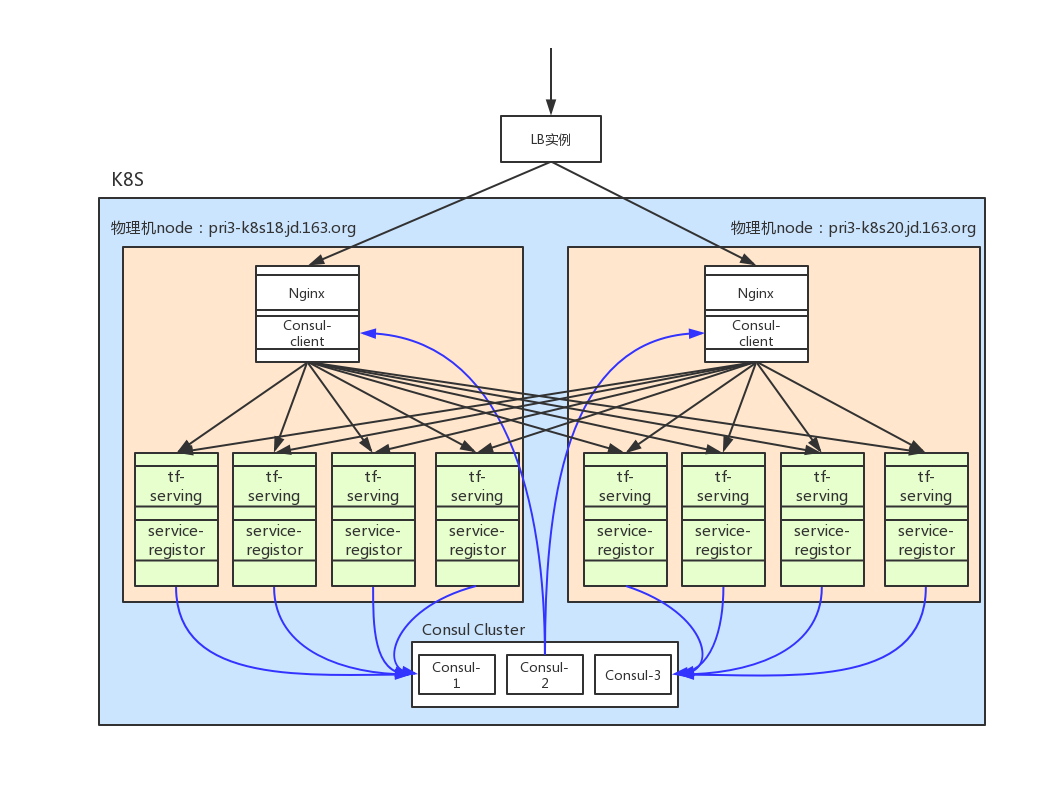 LB实例
K8S
物理机node：pri3-k8s18.jd.163.org
物理机node：pri3-k8s20.jd.163.org
Nginx
Consul-
client
Nginx
Consul-
client
tf-
serving
service-
registor
tf-
serving
service-
registor
tf-
serving
service-
registor
tf-
serving
service-
registor
tf-
serving
service-
registor
tf-
serving
service-
registor
tf-
serving
service-
registor
tf-
serving
service-
registor
Consul Cluster
Consul-
1
Consul-
2
Consul-3